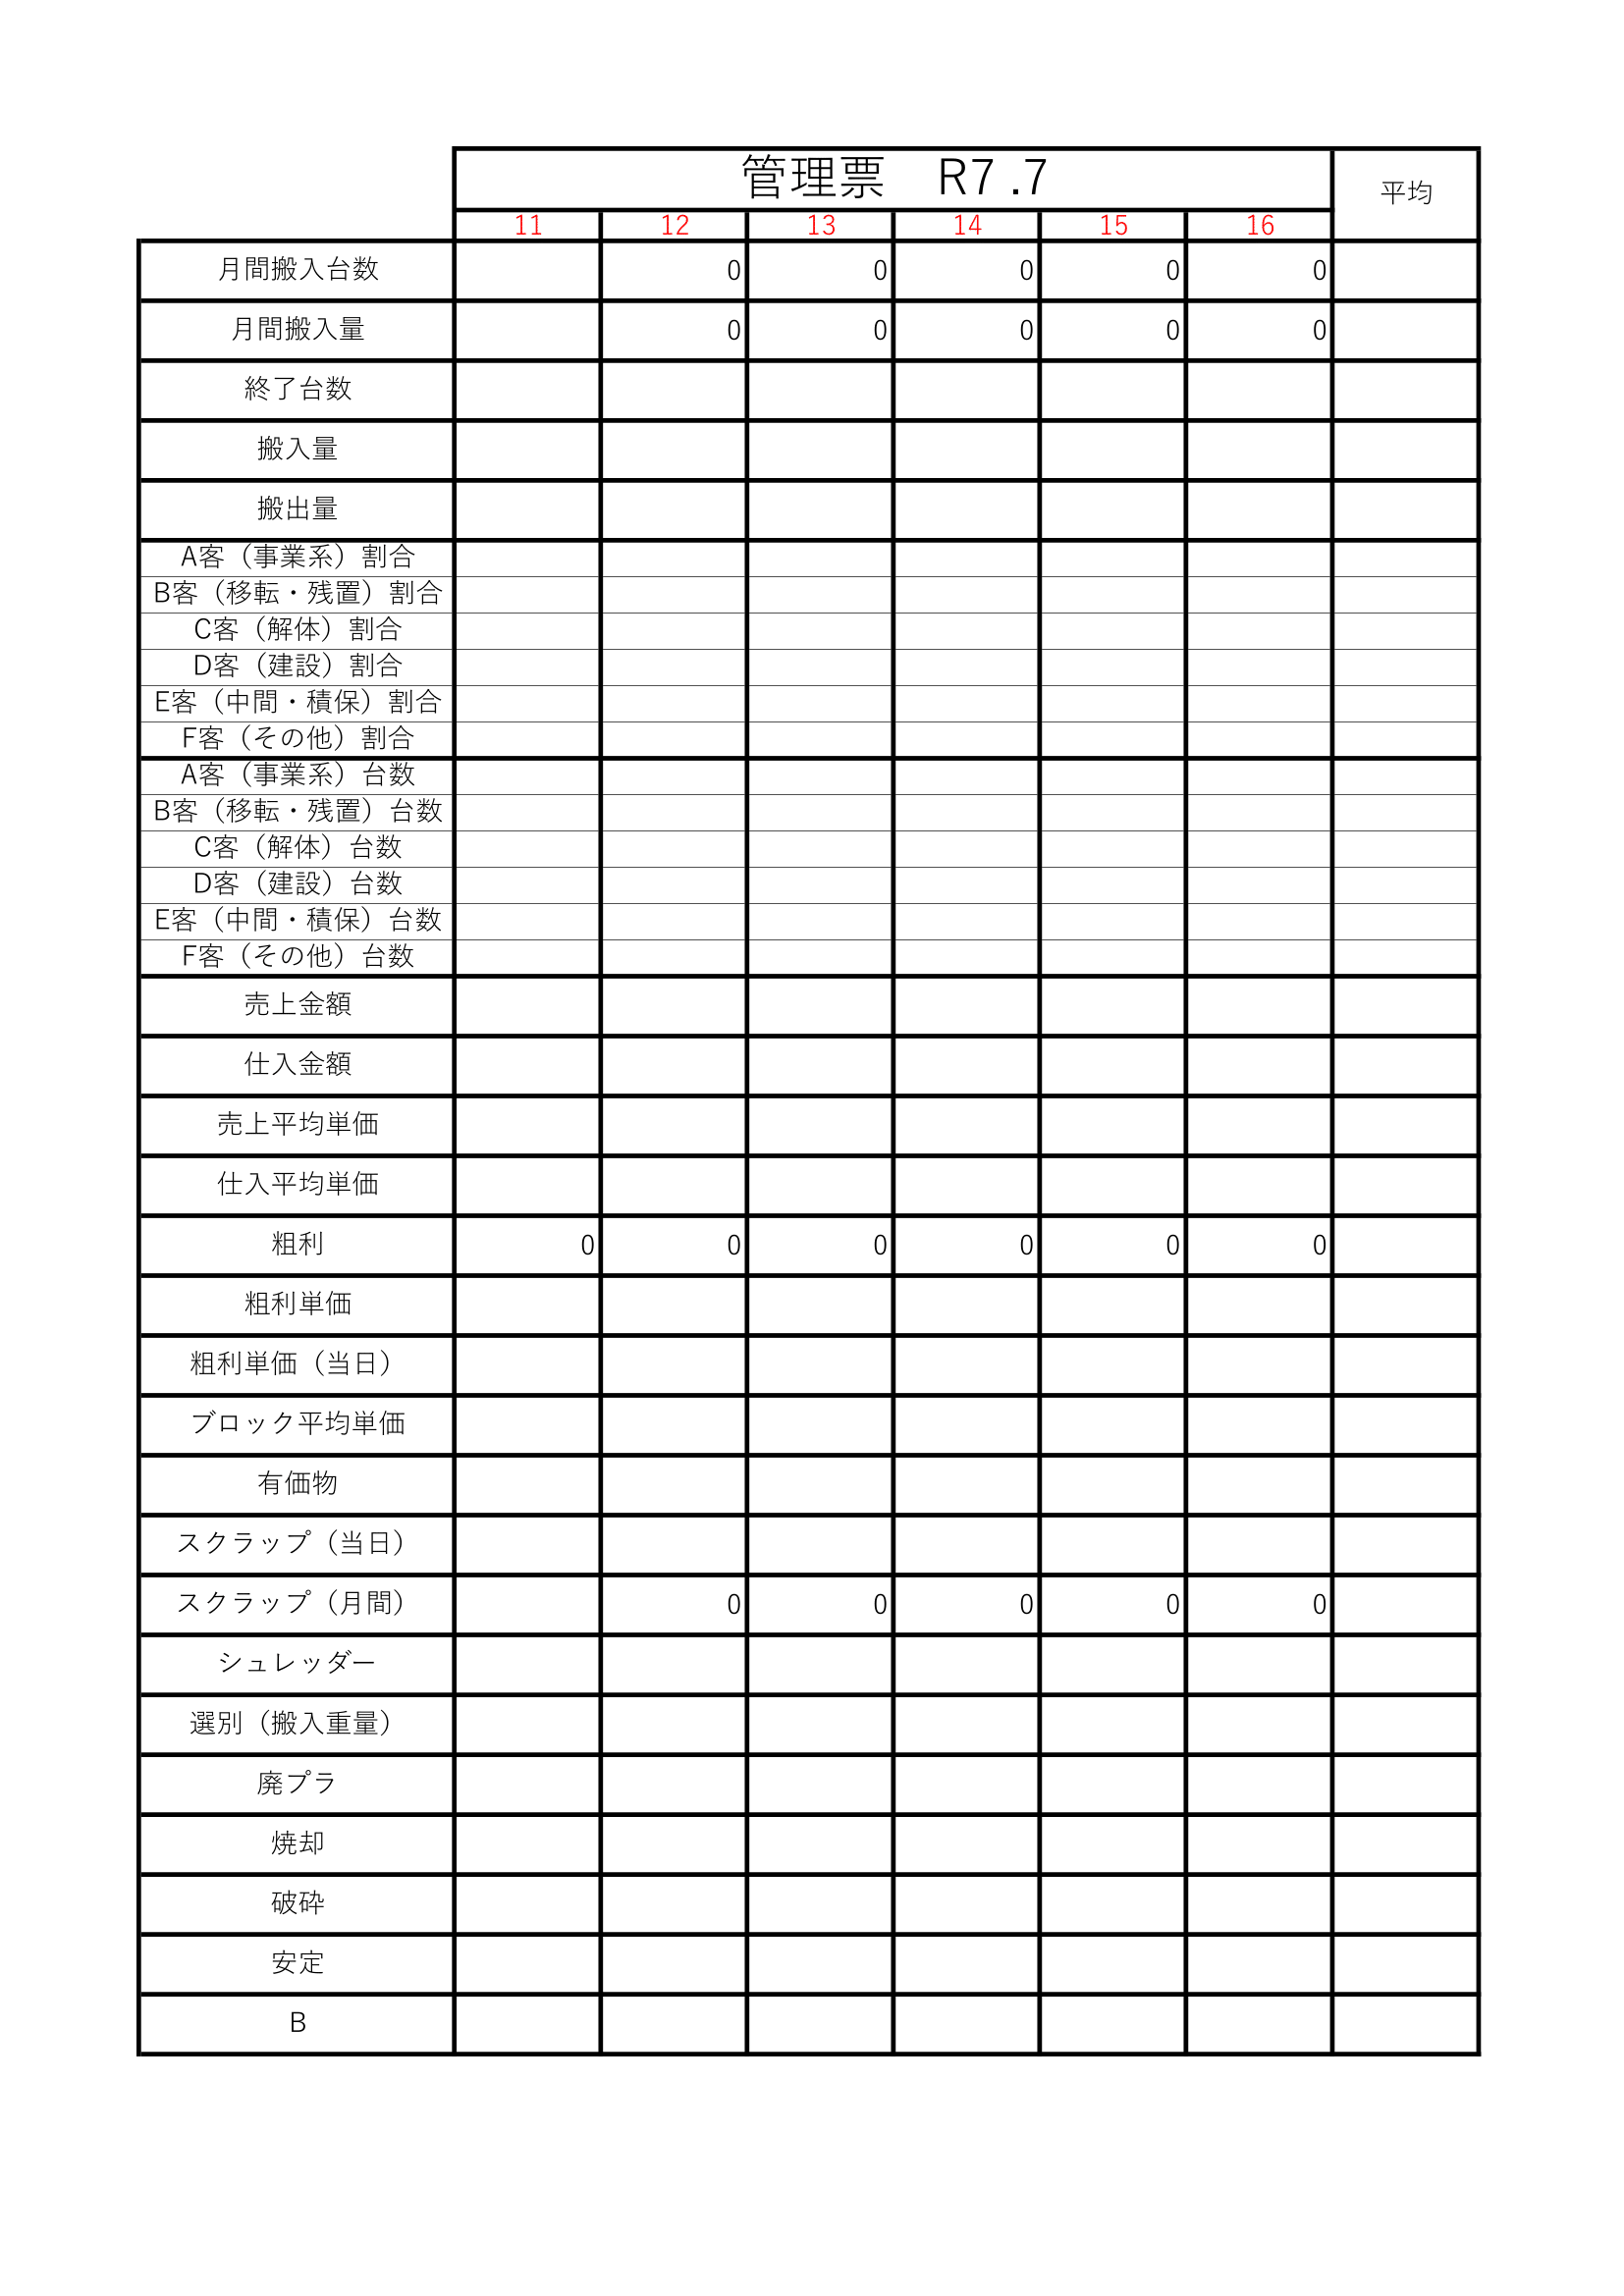 管理票　R7.7
平均
11 12 13 14 15 16
月間搬入台数 0 0 0 0 0
月間搬入量 0 0 0 0 0
終了台数
搬入量
搬出量
A客（事業系）割合
B客（移転・残置）割合
C客（解体）割合
D客（建設）割合
E客（中間・積保）割合
F客（その他）割合
A客（事業系）台数
B客（移転・残置）台数
C客（解体）台数
D客（建設）台数
E客（中間・積保）台数
F客（その他）台数
売上金額
仕入金額
売上平均単価
仕入平均単価
粗利 0 0 0 0 0 0
粗利単価
粗利単価（当日）
ブロック平均単価
有価物
スクラップ（当日）
スクラップ（月間） 0 0 0 0 0
シュレッダー
選別（搬入重量）
廃プラ
焼却
破砕
安定
B